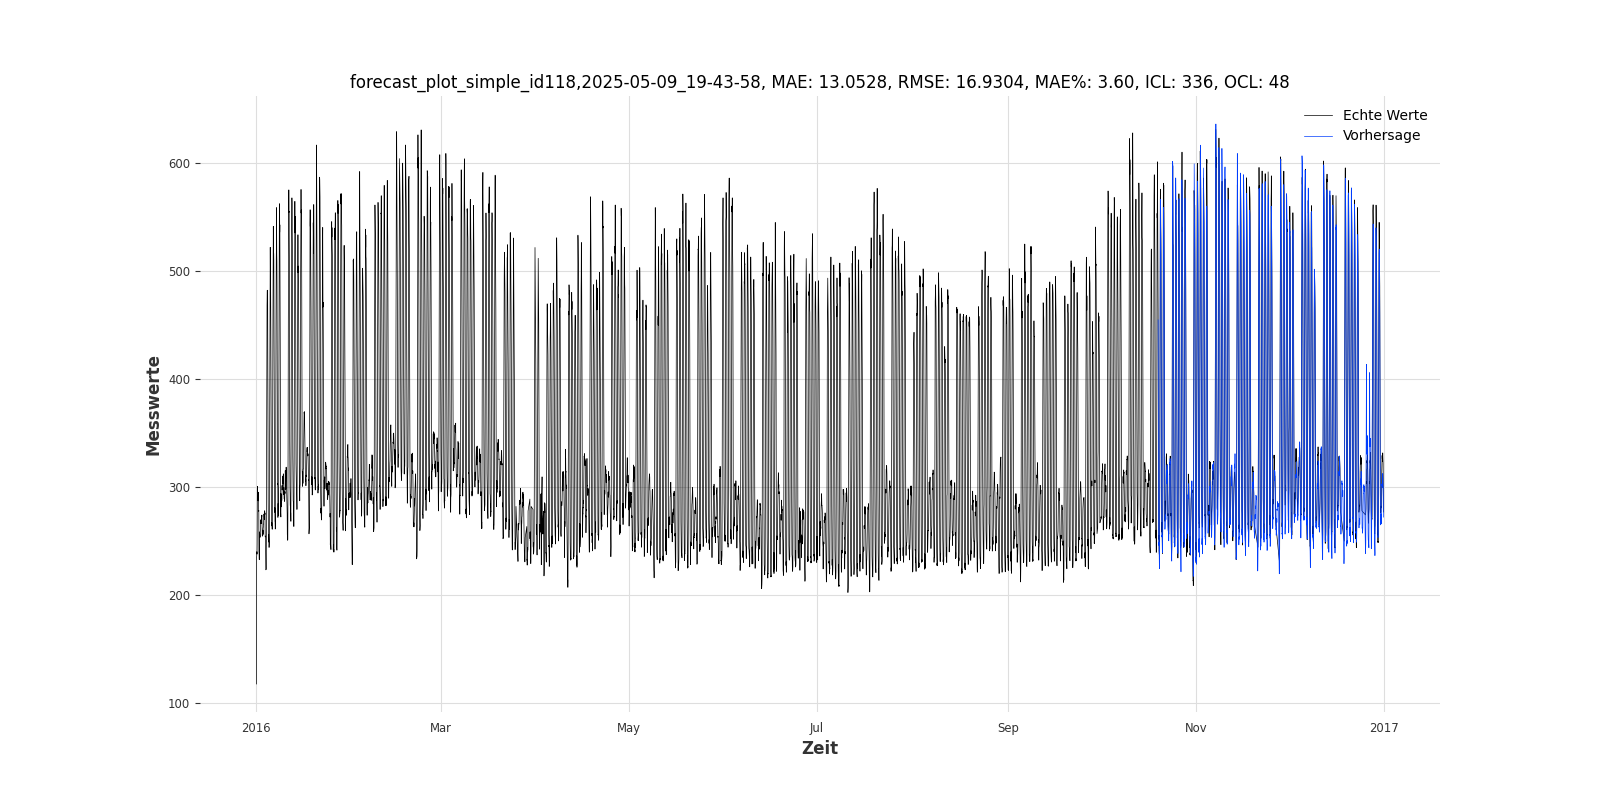 forecast_plot_simple_id118,2025-05-09_19-43-58, MAE: 13.0528, RMSE: 16.9304, MAE%: 3.60, ICL: 336, OCL: 48
Echte Werte
Vorhersage
600
500
400
300
200
100
Messwerte
2016
Mar
May
Jul
Sep
Nov
2017
Zeit